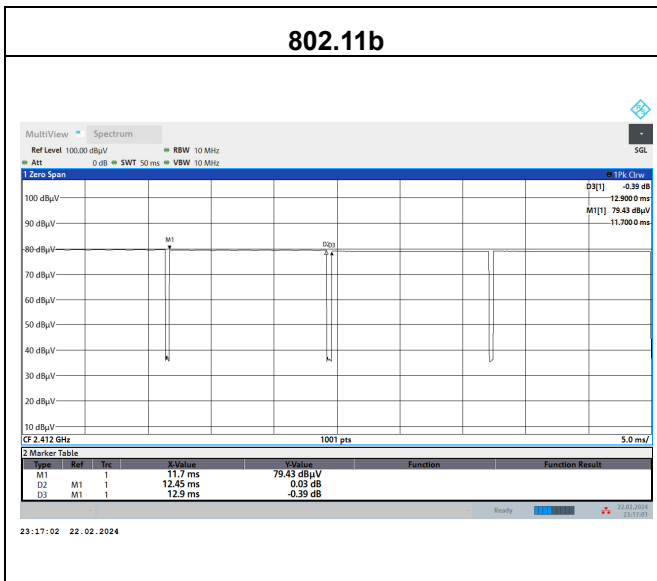 802.11b
MultiView Spectrum
Ref Level 100.00 dBµV RBW 10 MHz SGL
Att 0 dB SWT 50 ms VBW 10 MHz
1 Zero Span 1Pk Clrw
D3[1] -0.39 dB
12.900 0 ms
M1[1] 79.43 dBµV
11.700 0 ms
100 dBµV
90 dBµV
M1
D2 D3
80 dBµV
70 dBµV
60 dBµV
50 dBµV
40 dBµV
30 dBµV
20 dBµV
10 dBµV
CF 2.412 GHz 1001 pts 5.0 ms/
2 Marker Table
Type Ref Trc X-Value Y-Value Function Function Result
M1 1 11.7 ms 79.43 dBµV
D2 M1 1 12.45 ms 0.03 dB
D3 M1 1 12.9 ms -0.39 dB
Ready 22.02.2024
23:17:01
23:17:02 22.02.2024